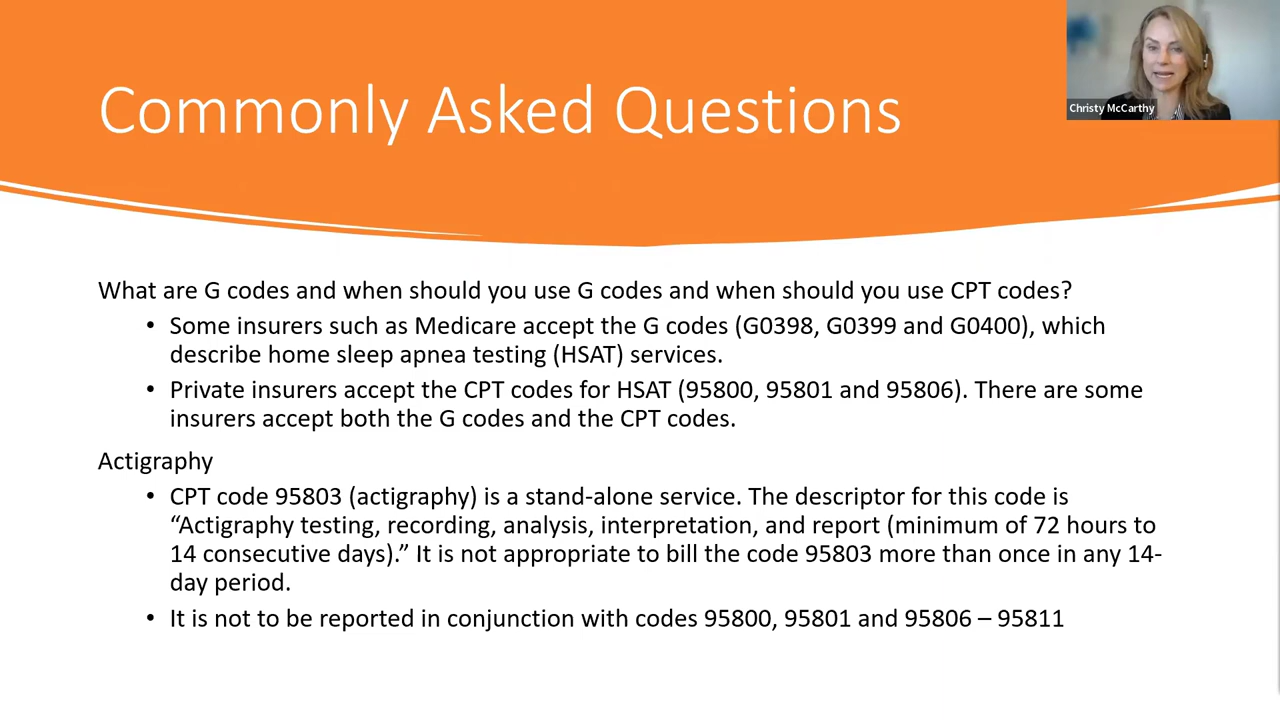 Commonly Asked Questions
Christy McCarthy
What are G codes and when should you use G codes and when should you use CPT codes?
• Some insurers such as Medicare accept the G codes (G0398, G0399 and G0400), which
describe home sleep apnea testing (HSAT) services.
• Private insurers accept the CPT codes for HSAT (95800, 95801 and 95806). There are some
insurers accept both the G codes and the CPT codes.
Actigraphy
• CPT code 95803 (actigraphy) is a stand-alone service. The descriptor for this code is
“Actigraphy testing, recording, analysis, interpretation, and report (minimum of 72 hours to
14 consecutive days).” It is not appropriate to bill the code 95803 more than once in any 14-
day period.
• It is not to be reported in conjunction with codes 95800, 95801 and 95806 – 95811